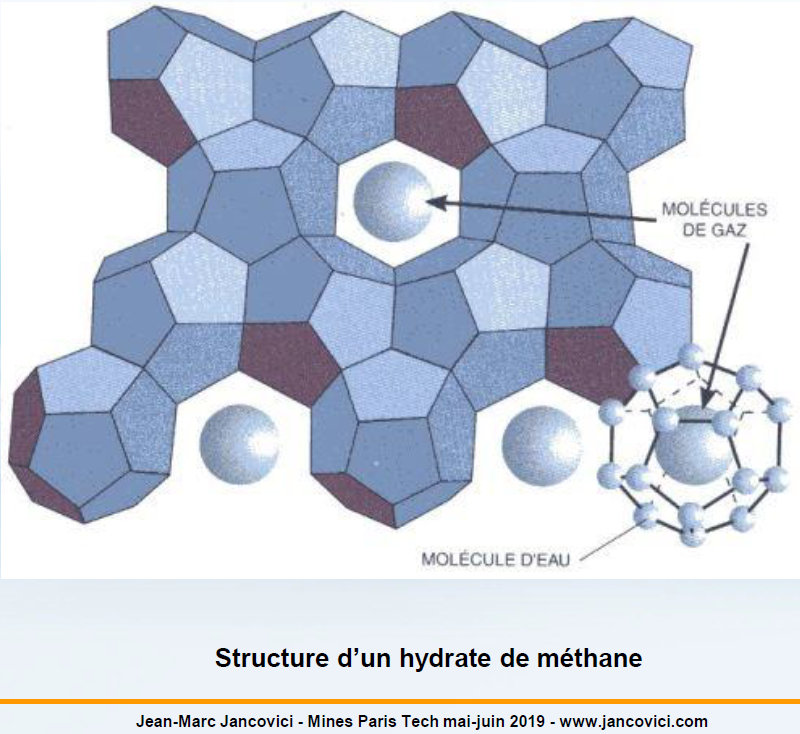 MOLÉCULES
DE GAZ
MOLÉCULE D'EAU
Structure d’un hydrate de méthane
Jean-Marc Jancovici - Mines Paris Tech mai-juin 2019 - www.jancovici.com